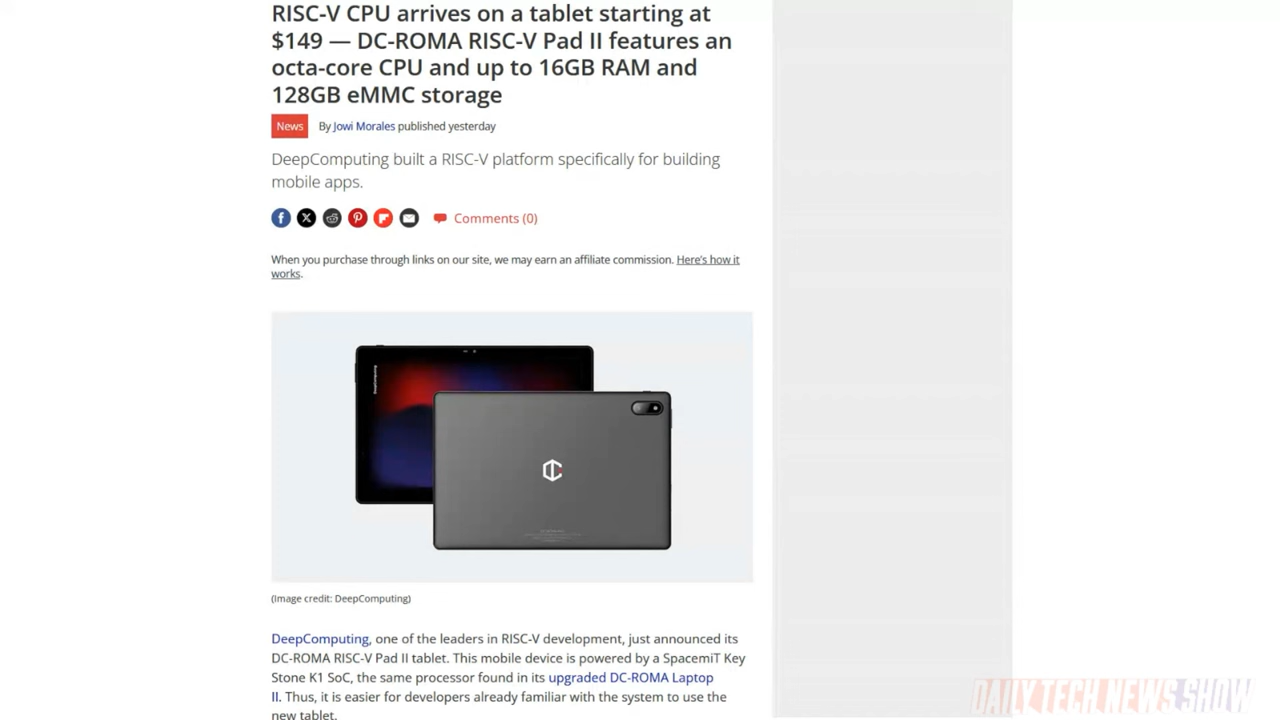 RISC-V CPU arrives on a tablet starting at
$149 — DC-ROMA RISC-V Pad II features an
octa-core CPU and up to 16GB RAM and
128GB eMMC storage
News By Jowi Morales published yesterday
DeepComputing built a RISC-V platform specifically for building
mobile apps.
Comments (0)
When you purchase through links on our site, we may earn an affiliate commission. Here's how it
works.
DeepComputing
(Image credit: DeepComputing)
DeepComputing, one of the leaders in RISC-V development, just announced its
DC-ROMA RISC-V Pad II tablet. This mobile device is powered by a SpacemiT Key
Stone K1 SoC, the same processor found in its upgraded DC-ROMA Laptop
II. Thus, it is easier for developers already familiar with the system to use the
new tablet.
DAILY TECH NEWS SHOW